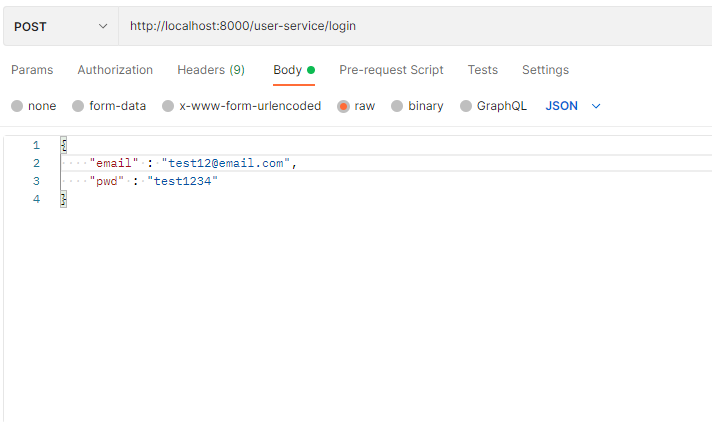 POST http://localhost:8000/user-service/login
Params Authorization Headers (9) Body Pre-request Script Tests Settings
none form-data x-www-form-urlencoded raw binary GraphQL JSON
1 {
2 "email" : "test12@email.com",
3 "pwd" : "test1234"
4 }